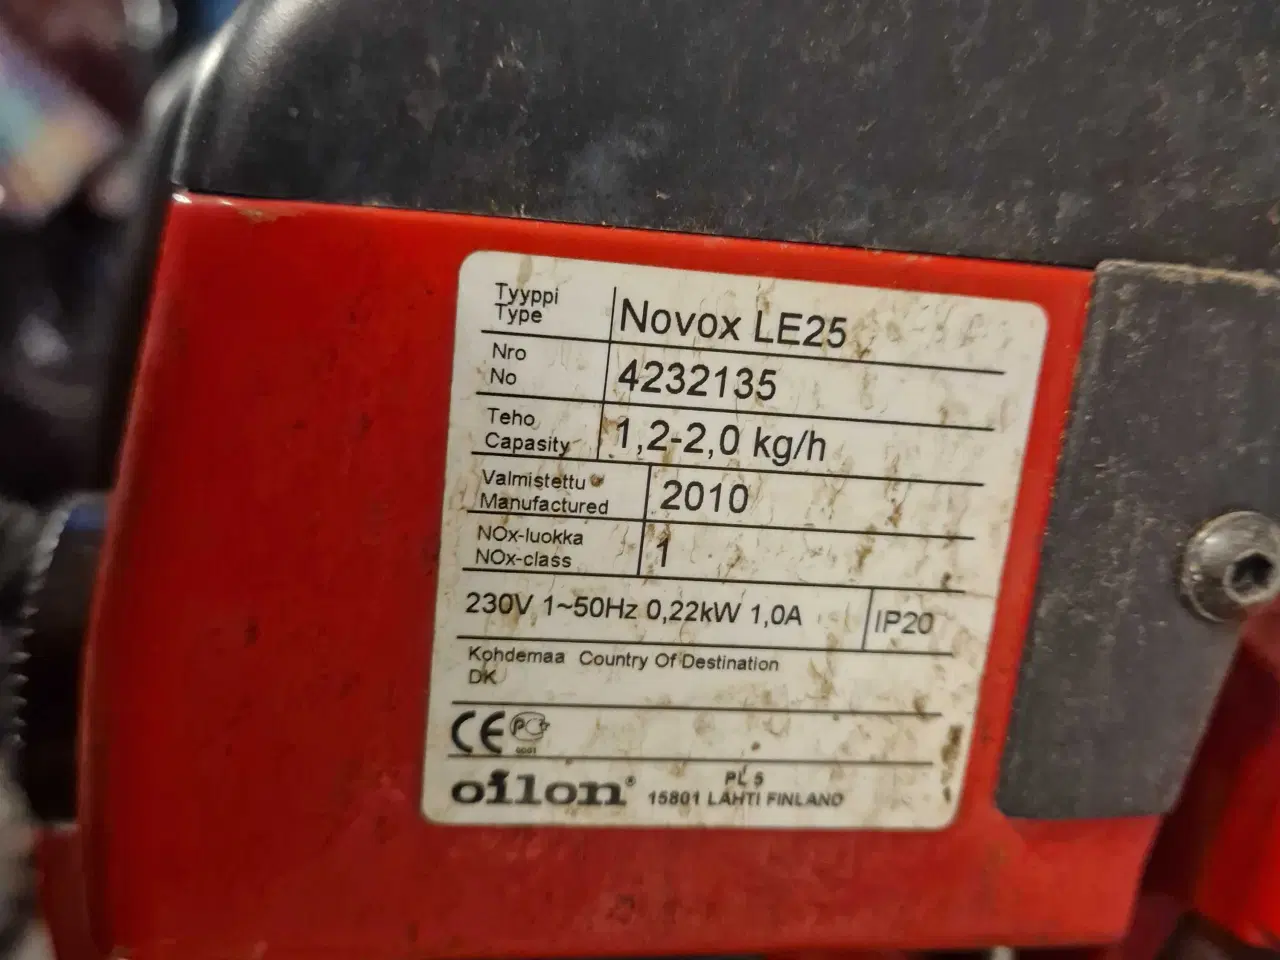 Tyyppi
Type
Novox LE25
Nro
No
4232135
Teho
Capasity
1,2-2,0 kg/h
Valmistettu
Manufactured
2010
NOx-luokka
NOx-class
1
230V 1~50Hz 0,22kW 1,0A
IP20
Kohdemaa Country Of Destination
DK
CE
0001
oilon®
PL 5
15801 LAHTI FINLAND